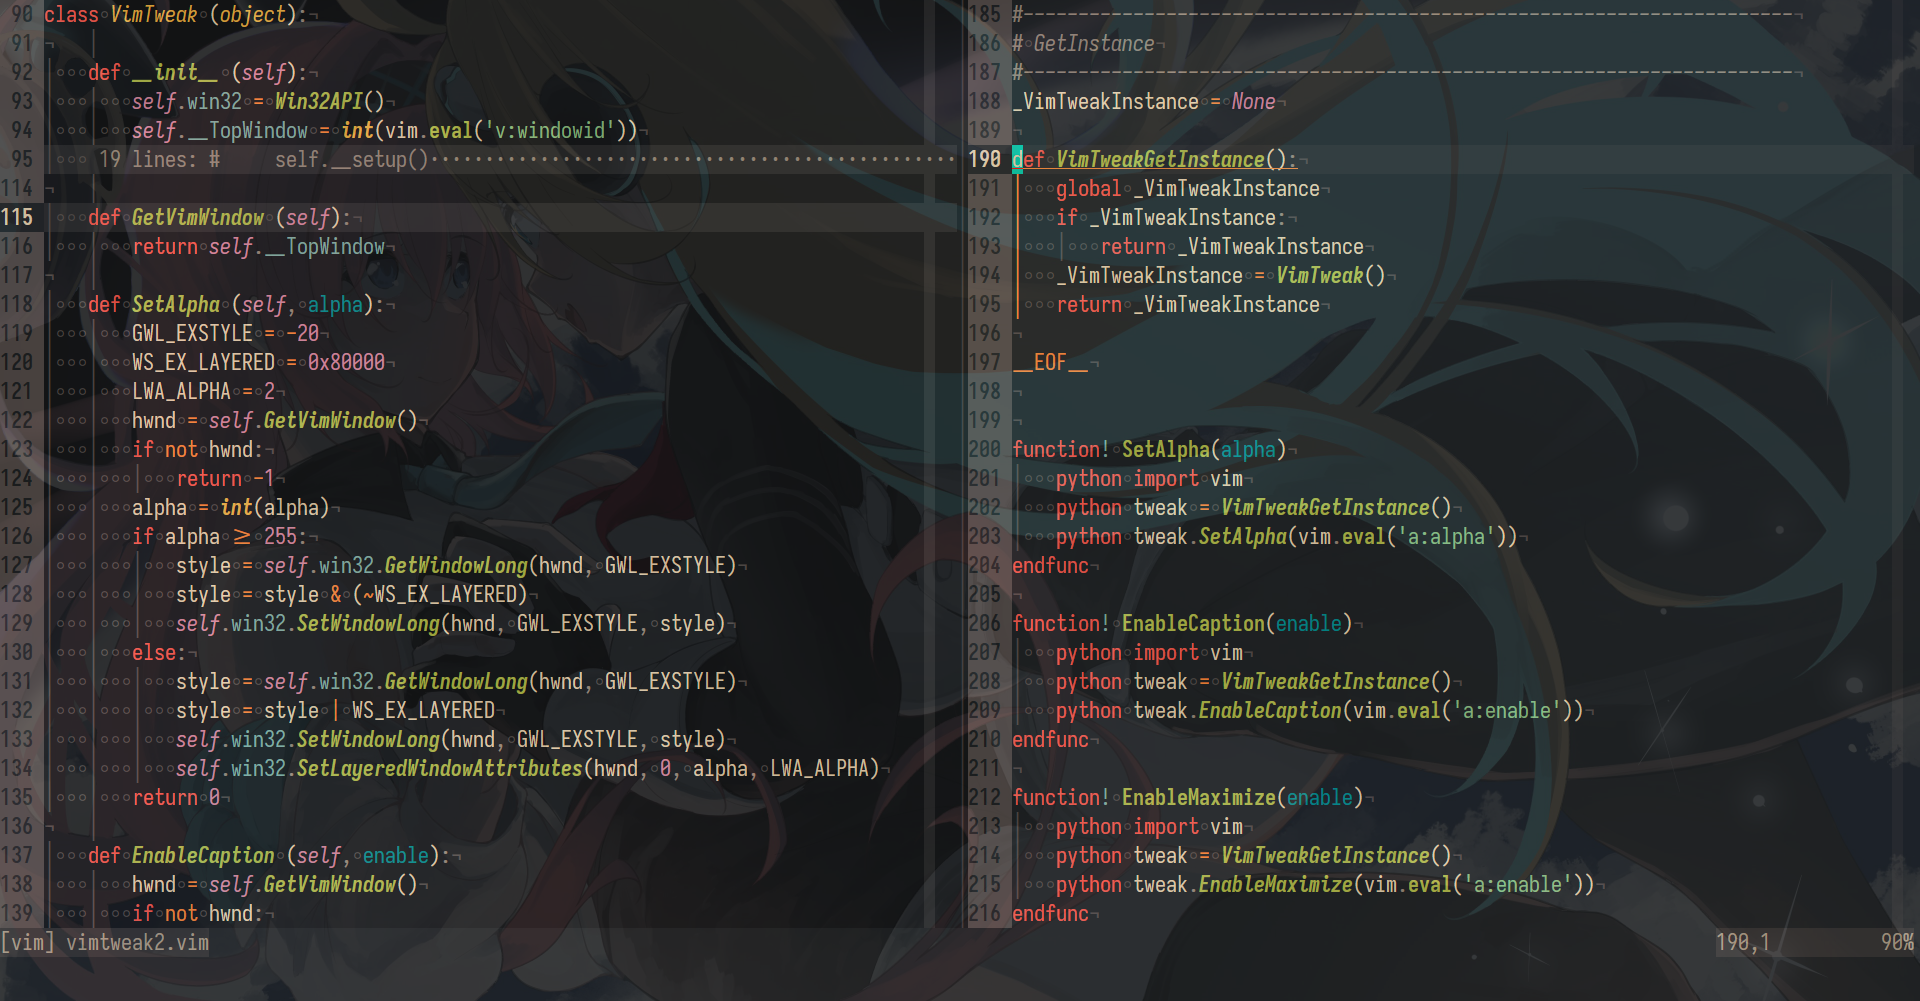 90 class VimTweak (object):
91
92 def __init__ (self):
93 self.win32 = Win32API()
94 self.__TopWindow = int(vim.eval('v:windowid'))
95 19 lines: # self.__setup()
114
115 def GetVimWindow (self):
116 return self.__TopWindow
117
118 def SetAlpha (self, alpha):
119 GWL_EXSTYLE = -20
120 WS_EX_LAYERED = 0x80000
121 LWA_ALPHA = 2
122 hwnd = self.GetVimWindow()
123 if not hwnd:
124 return -1
125 alpha = int(alpha)
126 if alpha ≥ 255:
127 style = self.win32.GetWindowLong(hwnd, GWL_EXSTYLE)
128 style = style & (~WS_EX_LAYERED)
129 self.win32.SetWindowLong(hwnd, GWL_EXSTYLE, style)
130 else:
131 style = self.win32.GetWindowLong(hwnd, GWL_EXSTYLE)
132 style = style | WS_EX_LAYERED
133 self.win32.SetWindowLong(hwnd, GWL_EXSTYLE, style)
134 self.win32.SetLayeredWindowAttributes(hwnd, 0, alpha, LWA_ALPHA)
135 return 0
136
137 def EnableCaption (self, enable):
138 hwnd = self.GetVimWindow()
139 if not hwnd:
185 #----------------------------------------------------------------------
186 # GetInstance
187 #----------------------------------------------------------------------
188 _VimTweakInstance = None
189
190 def VimTweakGetInstance():
191 global _VimTweakInstance
192 if _VimTweakInstance:
193 return _VimTweakInstance
194 _VimTweakInstance = VimTweak()
195 return _VimTweakInstance
196
197 __EOF__
198
199
200 function! SetAlpha(alpha)
201 python import vim
202 python tweak = VimTweakGetInstance()
203 python tweak.SetAlpha(vim.eval('a:alpha'))
204 endfunc
205
206 function! EnableCaption(enable)
207 python import vim
208 python tweak = VimTweakGetInstance()
209 python tweak.EnableCaption(vim.eval('a:enable'))
210 endfunc
211
212 function! EnableMaximize(enable)
213 python import vim
214 python tweak = VimTweakGetInstance()
215 python tweak.EnableMaximize(vim.eval('a:enable'))
216 endfunc
[vim] vimtweak2.vim 190,1 90%